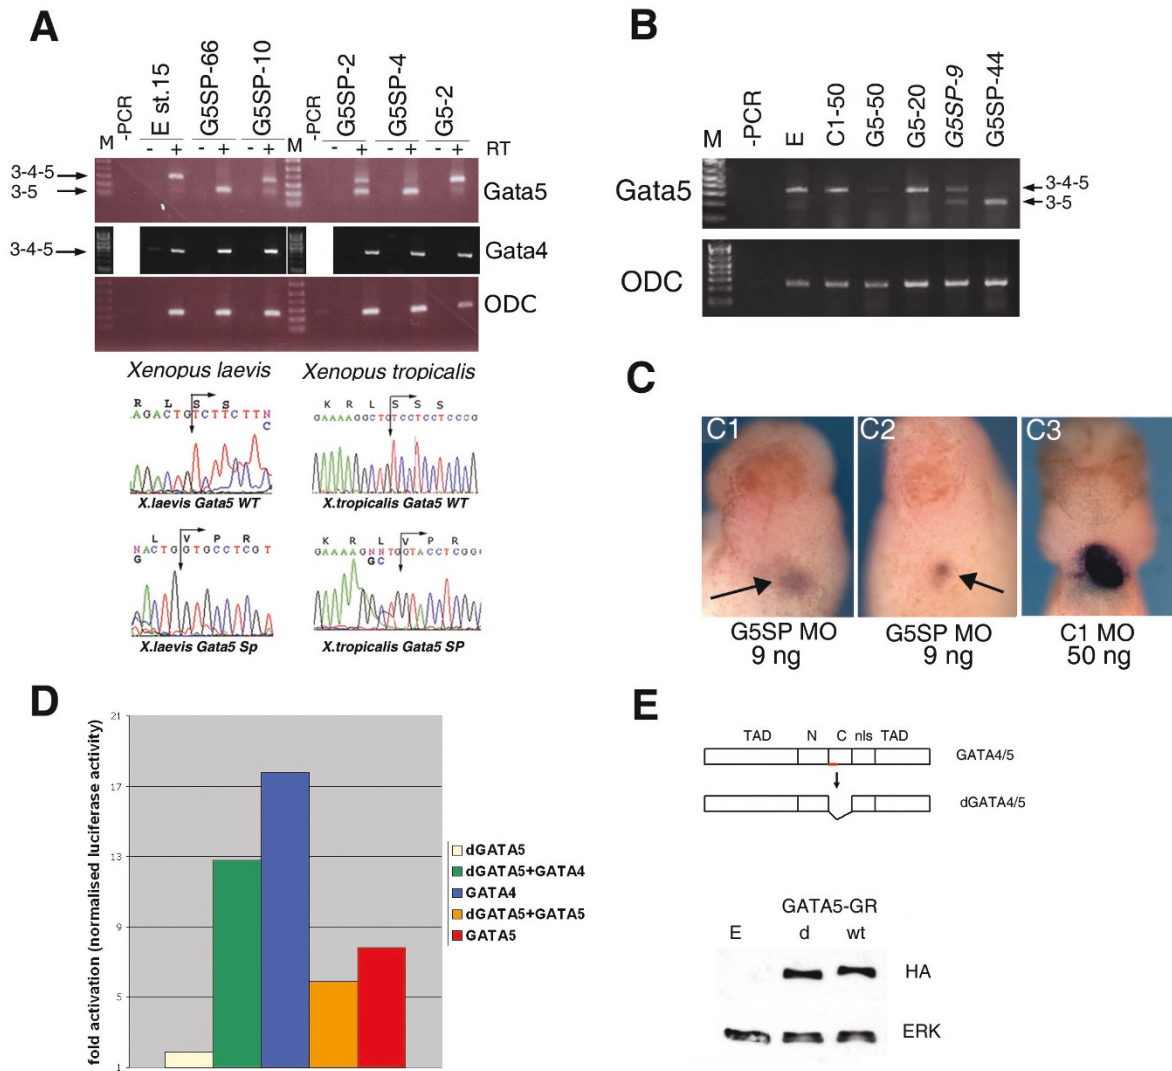 A
M
-PCR
E st.15
G5SP-66
G5SP-10
M
-PCR
G5SP-2
G5SP-4
G5-2
- + - + - + - + - + - + RT
3-4-5
3-5
Gata5
3-4-5
Gata4
ODC
Xenopus laevis
Xenopus tropicalis
R L S S
AGACTGTCTTCTTN
C
X.laevis Gata5 WT
K R L S S S
GAAAAGGCTGTCCTCCTCCCG
X.tropicalis Gata5 WT
L V P R
NACTGGTGCCTCGT
G
X.laevis Gata5 Sp
K R L V P R
GAAAAGNNTGGTACCTCGG
GC
X.tropicalis Gata5 SP
B
M
-PCR
E
C1-50
G5-50
G5-20
G5SP-9
G5SP-44
Gata5
3-4-5
3-5
ODC
C
C1
C2
C3
G5SP MO
9 ng
G5SP MO
9 ng
C1 MO
50 ng
D
fold activation (normalised luciferase activity)
21
17
13
9
5
1
dGATA5
dGATA5+GATA4
GATA4
dGATA5+GATA5
GATA5
E
TAD N C nls TAD
GATA4/5
dGATA4/5
GATA5-GR
E d wt
HA
ERK